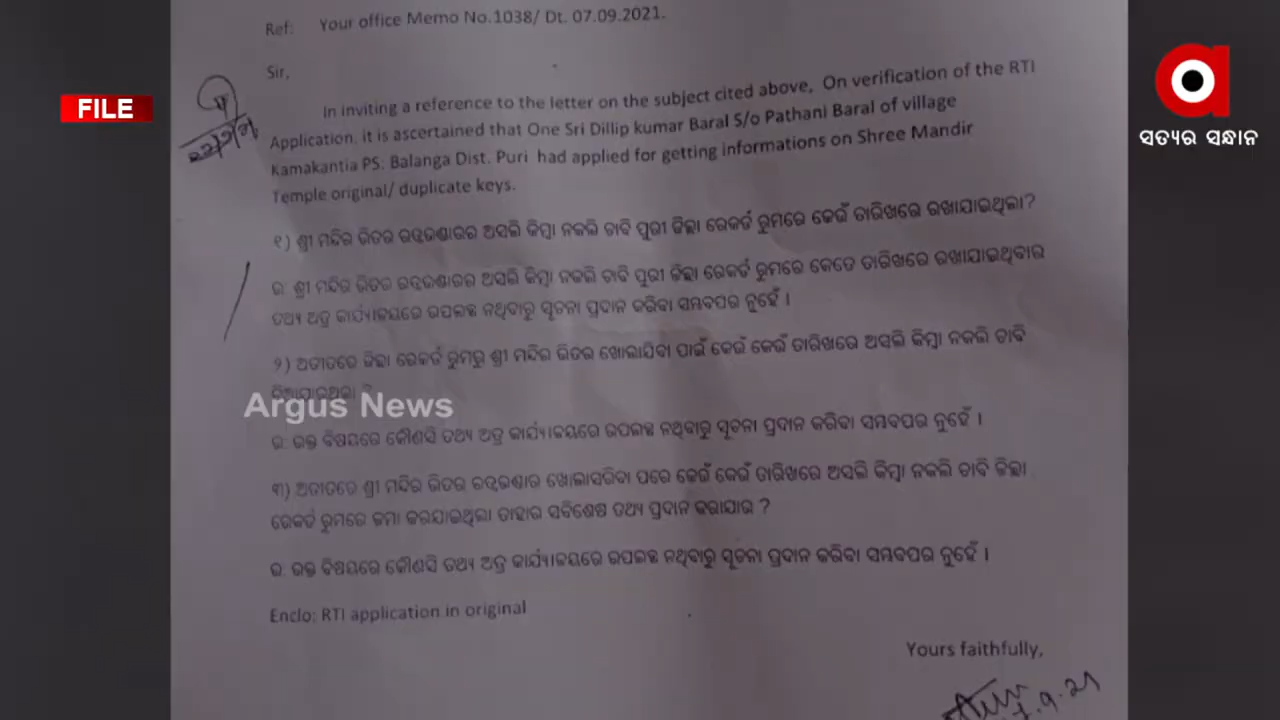 Ref: Your office Memo No.1038/ Dt. 07.09.2021.
Sir,
FILE
ସତ୍ୟର ସନ୍ଧାନ
In inviting a reference to the letter on the subject cited above, On verification of the RTI
Application, it is ascertained that One Sri Dillip kumar Baral S/o Pathani Baral of village
Kamakantia PS: Balanga Dist. Puri had applied for getting informations on Shree Mandir
Temple original/ duplicate keys.
୧) ଶ୍ରୀ ମନ୍ଦିର ଭିତର ରତ୍ନଭଣ୍ଡାରର ଅସଲି କିମ୍ବା ନକଲି ଚାବି ପୁରୀ ଜିଲ୍ଲା ରେକର୍ଡ ରୁମରେ କେଉଁ ତାରିଖରେ ରଖାଯାଇଥିଲା?
ଉ. ଶ୍ରୀ ମନ୍ଦିର ଭିତର ରତ୍ନଭଣ୍ଡାରର ଅସଲି କିମ୍ବା ନକଲି ଚାବି ପୁରୀ ଜିଲ୍ଲା ରେକର୍ଡ ରୁମରେ କେତେ ତାରିଖରେ ରଖାଯାଇଥିବାର
ତଥ୍ୟ ଅତ୍ର କାର୍ଯ୍ୟାଳୟରେ ଉପଲବ୍ଧ ନଥିବାରୁ ସୂଚନା ପ୍ରଦାନ କରିବା ସମ୍ଭବପର ନୁହେଁ ।
୨) ଅତୀତରେ ଜିଲ୍ଲା ରେକର୍ଡ ରୁମରୁ ଶ୍ରୀ ମନ୍ଦିର ଭିତର ଖୋଲାଯିବା ପାଇଁ କେଉଁ କେଉଁ ତାରିଖରେ ଅସଲି କିମ୍ବା ନକଲି ଚାବି
Argus News
ଉ. ଉକ୍ତ ବିଷୟରେ କୌଣସି ତଥ୍ୟ ଅତ୍ର କାର୍ଯ୍ୟାଳୟରେ ଉପଲବ୍ଧ ନଥିବାରୁ ସୂଚନା ପ୍ରଦାନ କରିବା ସମ୍ଭବପର ନୁହେଁ ।
୩) ଅତୀତରେ ଶ୍ରୀ ମନ୍ଦିର ଭିତର ରତ୍ନଭଣ୍ଡାର ଖୋଲାସରିବା ପରେ କେଉଁ କେଉଁ ତାରିଖରେ ଅସଲି କିମ୍ବା ନକଲି ଚାବି ଜିଲ୍ଲା
ରେକର୍ଡ ରୁମରେ ଜମା କରାଯାଇଥିଲା ତାହାର ସବିଶେଷ ତଥ୍ୟ ପ୍ରଦାନ କରାଯାଉ ?
ଉ. ଉକ୍ତ ବିଷୟରେ କୌଣସି ତଥ୍ୟ ଅତ୍ର କାର୍ଯ୍ୟାଳୟରେ ଉପଲବ୍ଧ ନଥିବାରୁ ସୂଚନା ପ୍ରଦାନ କରିବା ସମ୍ଭବପର ନୁହେଁ ।
Enclo: RTI application in original
Yours faithfully,